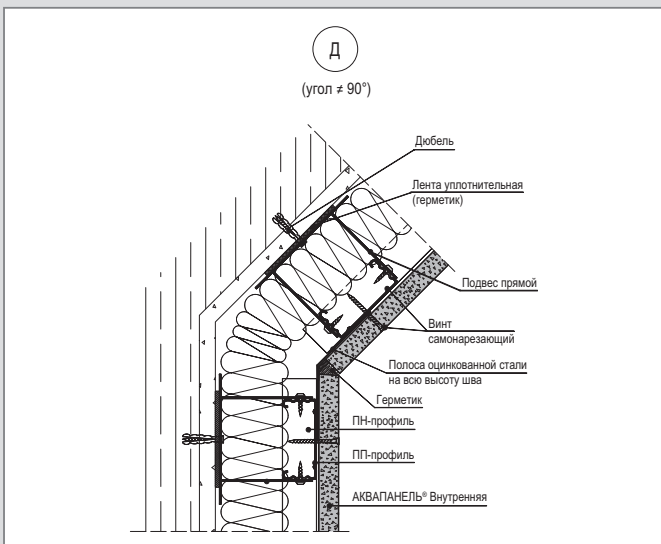 Д
(угол ≠ 90°)
Дюбель
Лента уплотнительная
(герметик)
Подвес прямой
Винт
самонарезающий
Полоса оцинкованной стали
на всю высоту шва
Герметик
ПН-профиль
ПП-профиль
АКВАПАНЕЛЬ® Внутренняя